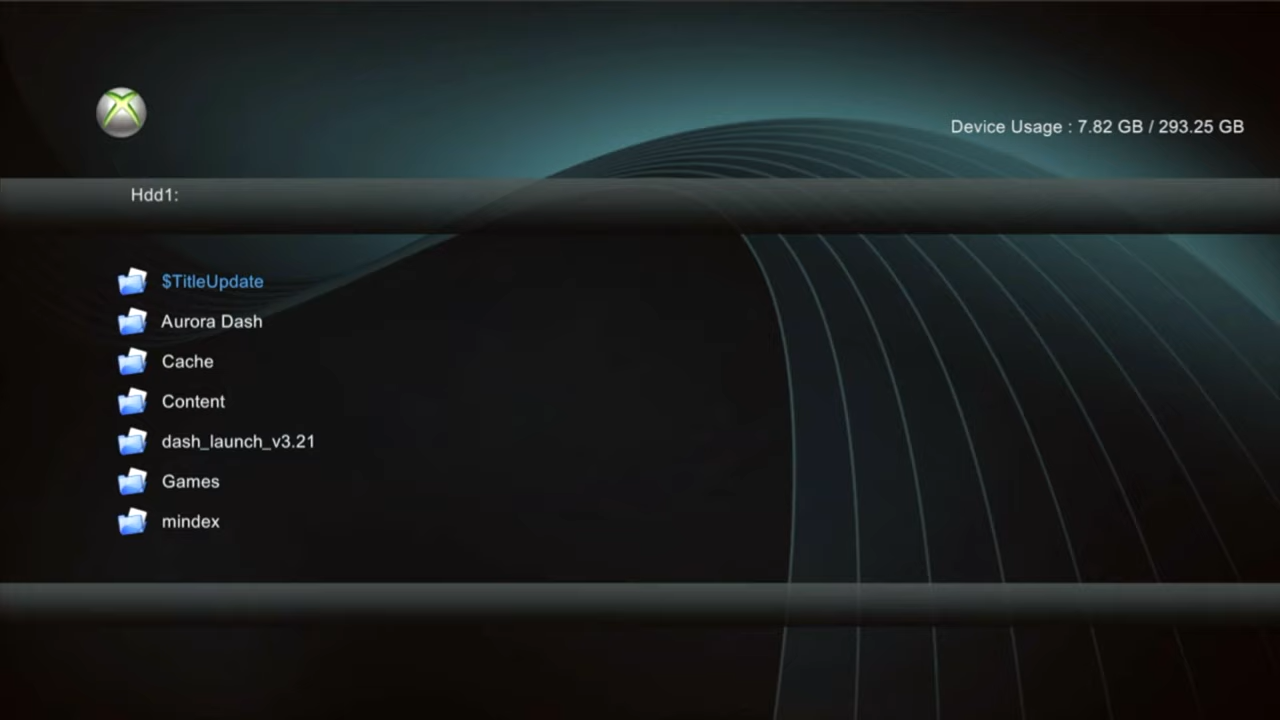 Device Usage : 7.82 GB / 293.25 GB
Hdd1:
$TitleUpdate
Aurora Dash
Cache
Content
dash_launch_v3.21
Games
mindex